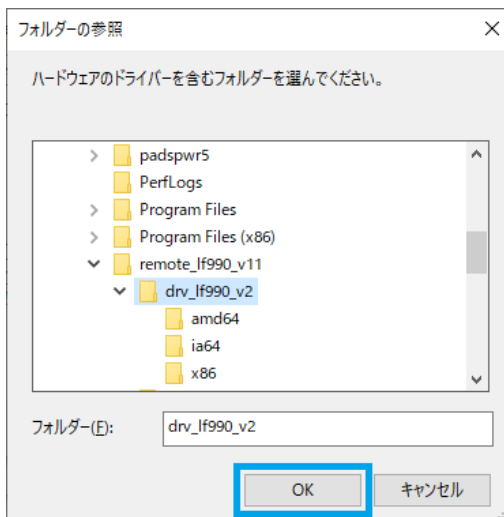 フォルダーの参照
ハードウェアのドライバーを含むフォルダーを選んでください。
padspwr5
PerfLogs
Program Files
Program Files (x86)
remote_lf990_v11
drv_lf990_v2
amd64
ia64
x86
フォルダー(F): drv_lf990_v2
OK キャンセル